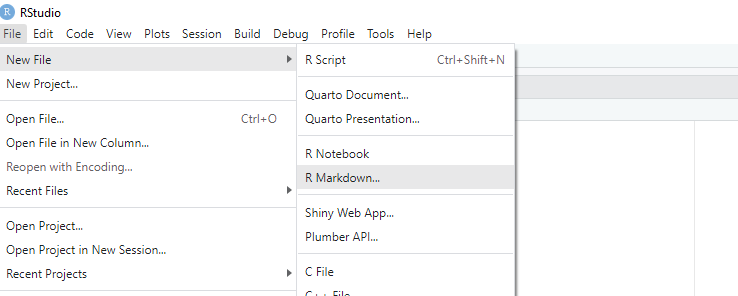 R RStudio
File Edit Code View Plots Session Build Debug Profile Tools Help
New File
New Project...
Open File... Ctrl+O
Open File in New Column...
Reopen with Encoding...
Recent Files
Open Project...
Open Project in New Session...
Recent Projects
R Script Ctrl+Shift+N
Quarto Document...
Quarto Presentation...
R Notebook
R Markdown...
Shiny Web App...
Plumber API...
C File
C++ File